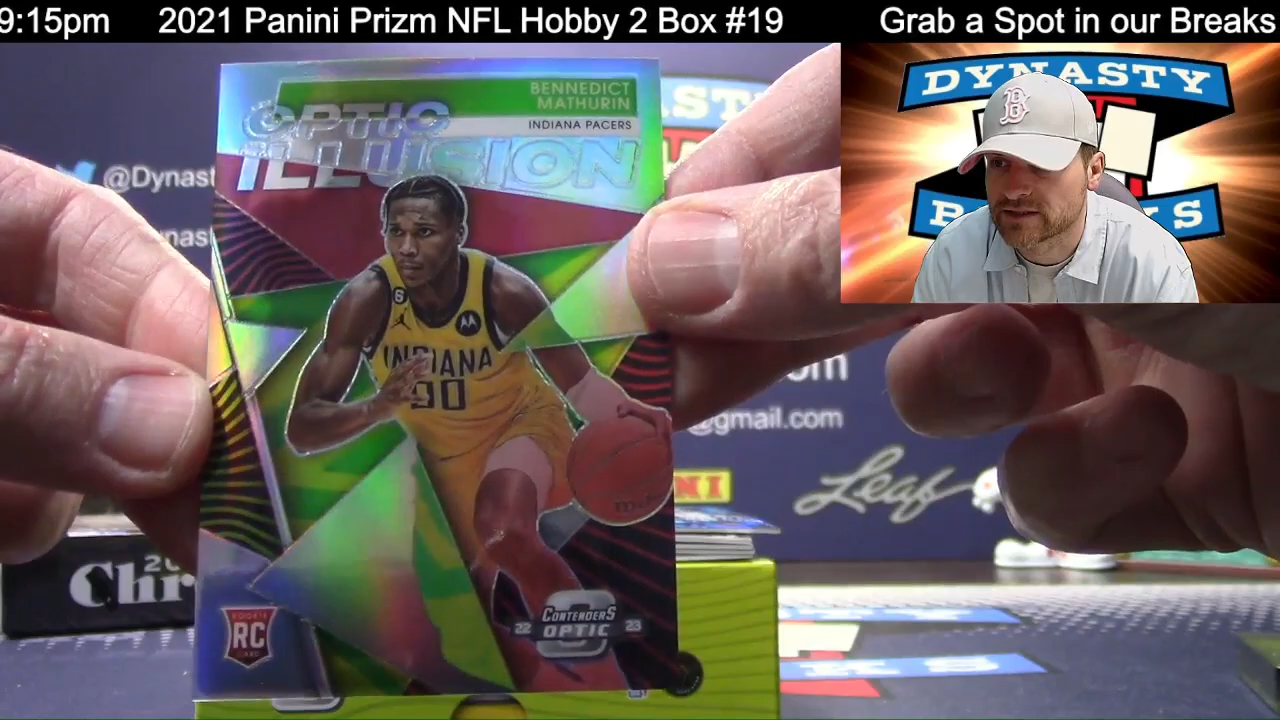 9:15pm 2021 Panini Prizm NFL Hobby 2 Box #19 Grab a Spot in our Breaks
DYNASTY
B
BENNEDICT
MATHURIN
INDIANA PACERS
OPTIC
ILLUSION
@Dynast
6
INDIANA
00
@gmail.com
Leaf
ROOKIE
RC
22 CONTENDERS 23
OPTIC